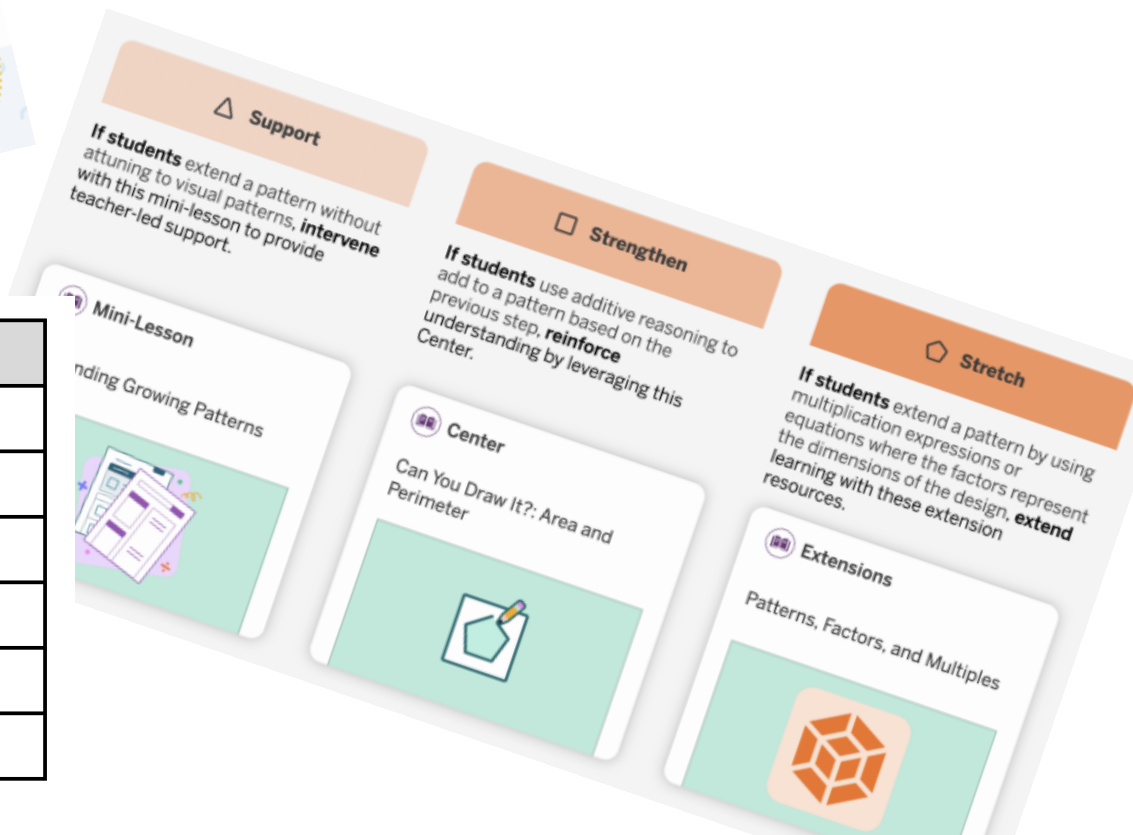 Support
If students extend a pattern without
attuning to visual patterns, intervene
with this mini-lesson to provide
teacher-led support.
Mini-Lesson
Growing Patterns
Strengthen
If students use additive reasoning to
add to a pattern based on the
previous step, reinforce
understanding by leveraging this
Center.
Center
Can You Draw It?: Area and
Perimeter
Stretch
If students extend a pattern by using
multiplication expressions or
equations where the factors represent
the dimensions of the design, extend
learning with these extension
resources.
Extensions
Patterns, Factors, and Multiples